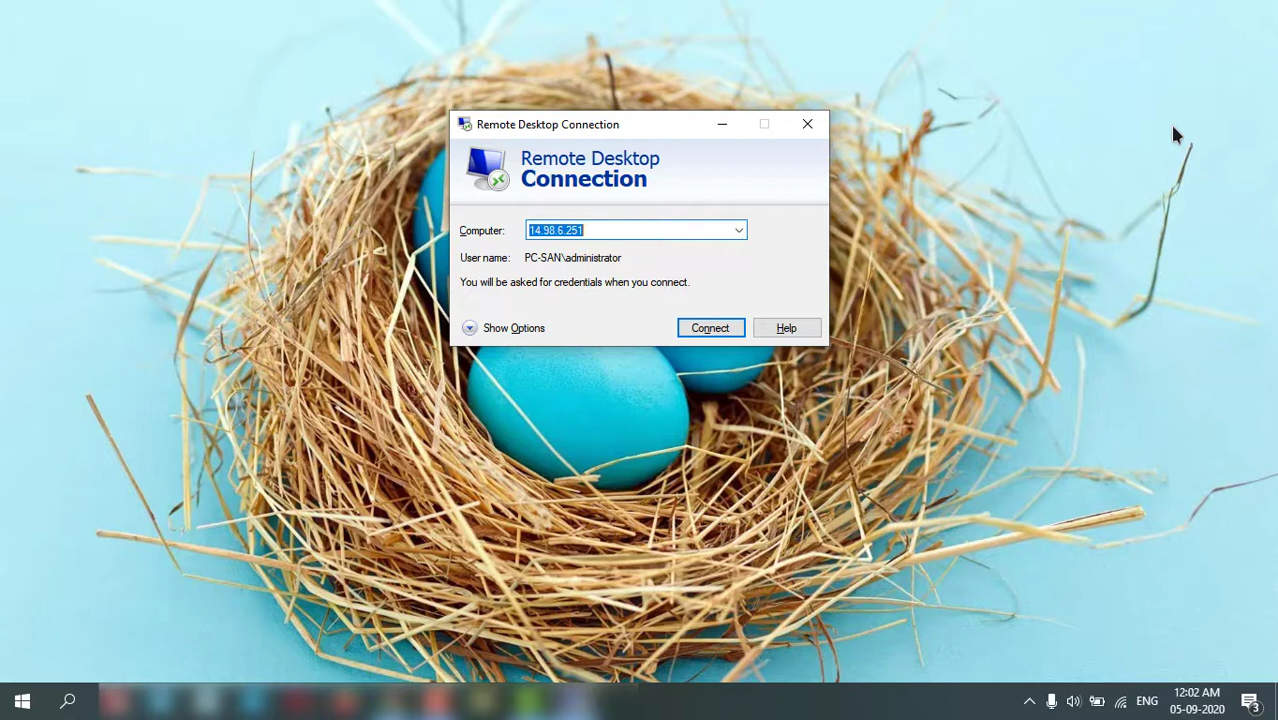 Remote Desktop Connection
Remote Desktop
Connection
Computer: 14.98.6.251
User name: PC-SAN\administrator
You will be asked for credentials when you connect.
Show Options Connect Help
ENG 12:02 AM
05-09-2020
3